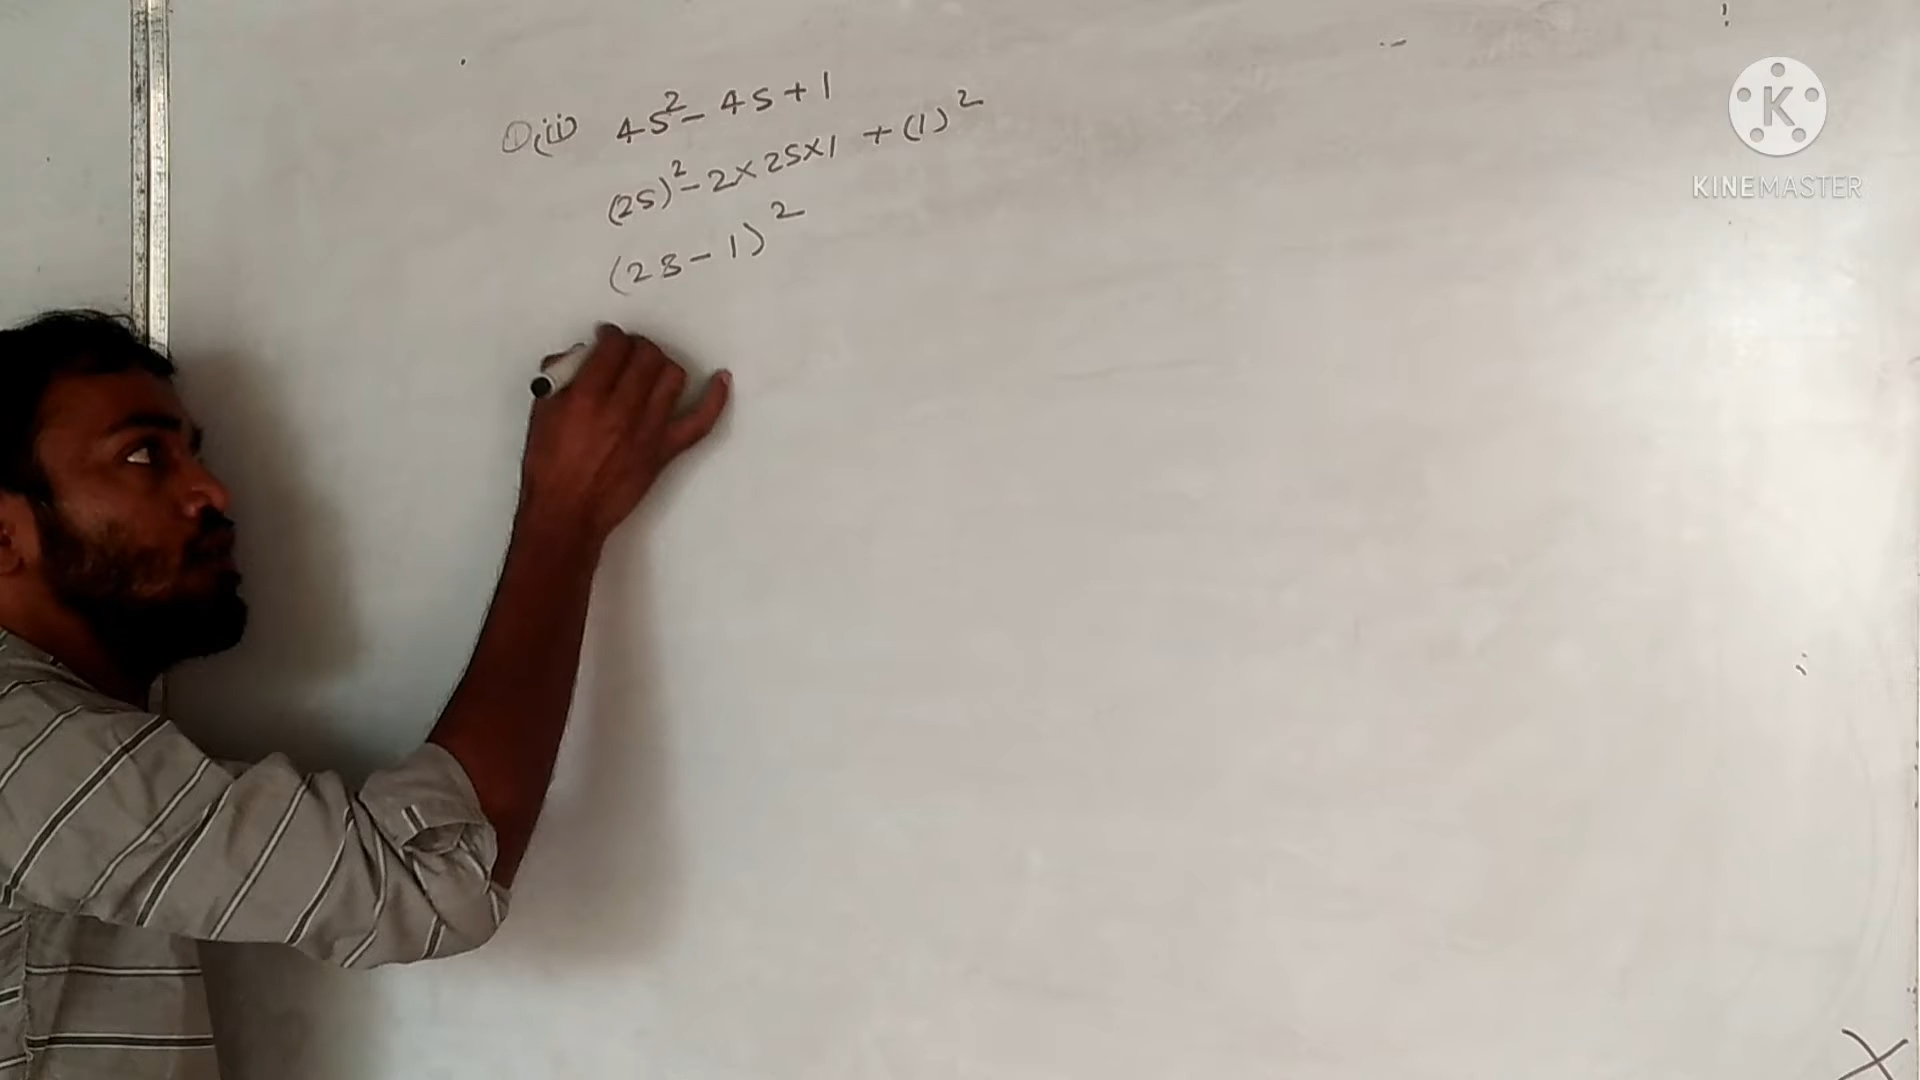 ①(ii) 4s² - 4s + 1
(2s)² - 2 × 2s × 1 + (1)²
(2s - 1)²
K
KINEMASTER